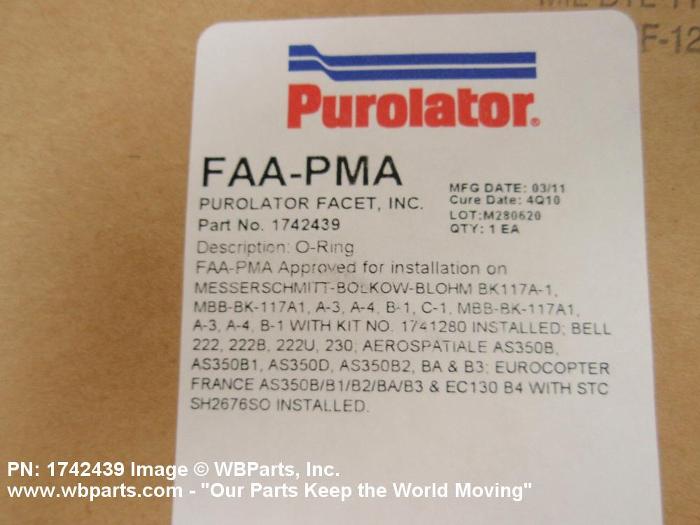 MIL-DTL-
F-12
Purolator®
FAA-PMA
PUROLATOR FACET, INC.
Part No. 1742439
MFG DATE: 03/11
Cure Date: 4Q10
LOT:M280620
QTY: 1 EA
Description: O-Ring
FAA-PMA Approved for installation on
MESSERSCHMITT-BOLKOW-BLOHM BK117A-1,
MBB-BK-117A1, A-3, A-4, B-1, C-1, MBB-BK-117A1,
A-3, A-4, B-1 WITH KIT NO. 1741280 INSTALLED; BELL
222, 222B, 222U, 230; AEROSPATIALE AS350B,
AS350B1, AS350D, AS350B2, BA & B3; EUROCOPTER
FRANCE AS350B/B1/B2/BA/B3 & EC130 B4 WITH STC
SH2676SO INSTALLED.
PN: 1742439 Image © WBParts, Inc.
www.wbparts.com - "Our Parts Keep the World Moving"